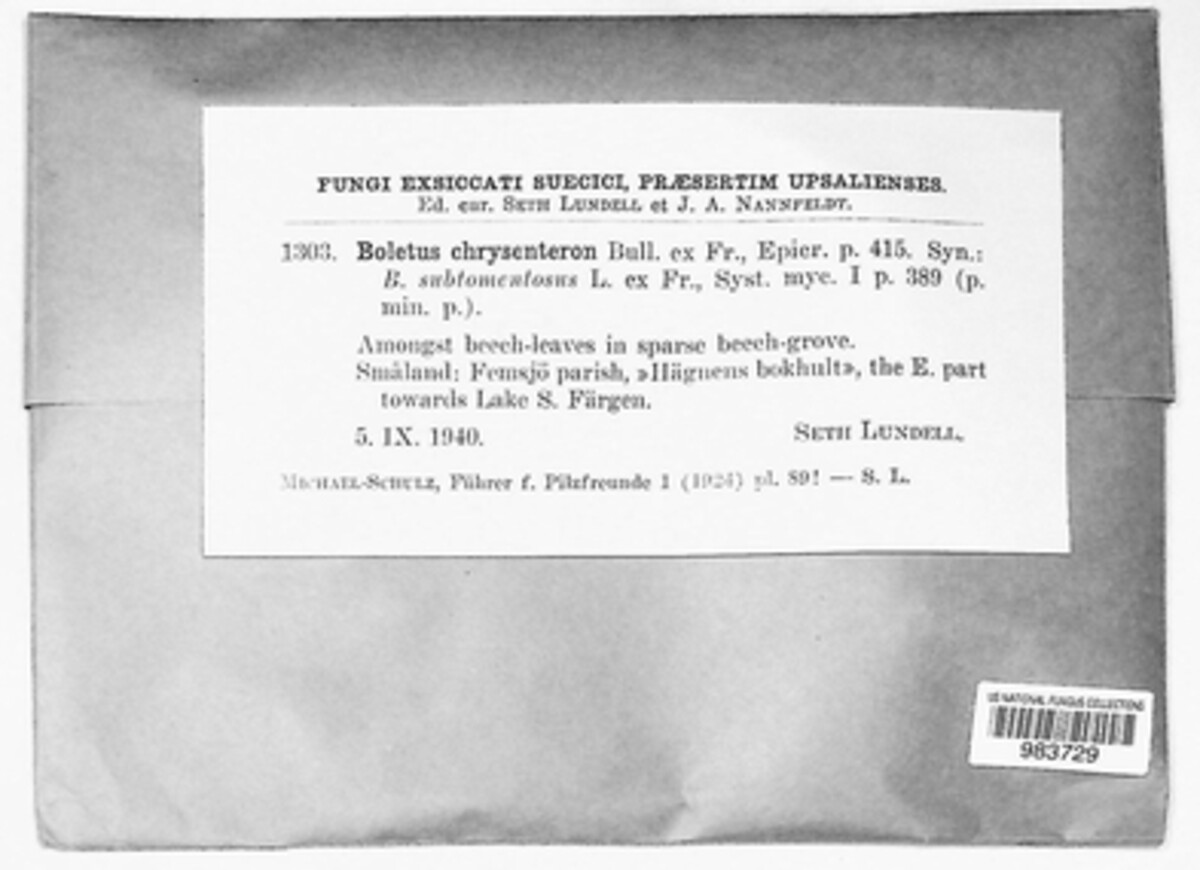 FUNGI EXSICCATI SUECICI, PRÆSERTIM UPSALIENSES.
Ed. cur. SETH LUNDELL et J. A. NANNFELDT.
1303. Boletus chrysenteron Bull. ex Fr., Epicr. p. 415. Syn.:
B. subtomentosus L. ex Fr., Syst. myc. I p. 389 (p.
min. p.).
Amongst beech-leaves in sparse beech-grove.
Småland: Femsjö parish, »Hägnens bokhult», the E. part
towards Lake S. Färgen.
5. IX. 1940. SETH LUNDELL.
MICHAEL-SCHULZ, Führer f. Pilzfreunde 1 (1924) pl. 89! — S. L.
US NATIONAL FUNGUS COLLECTIONS
983729